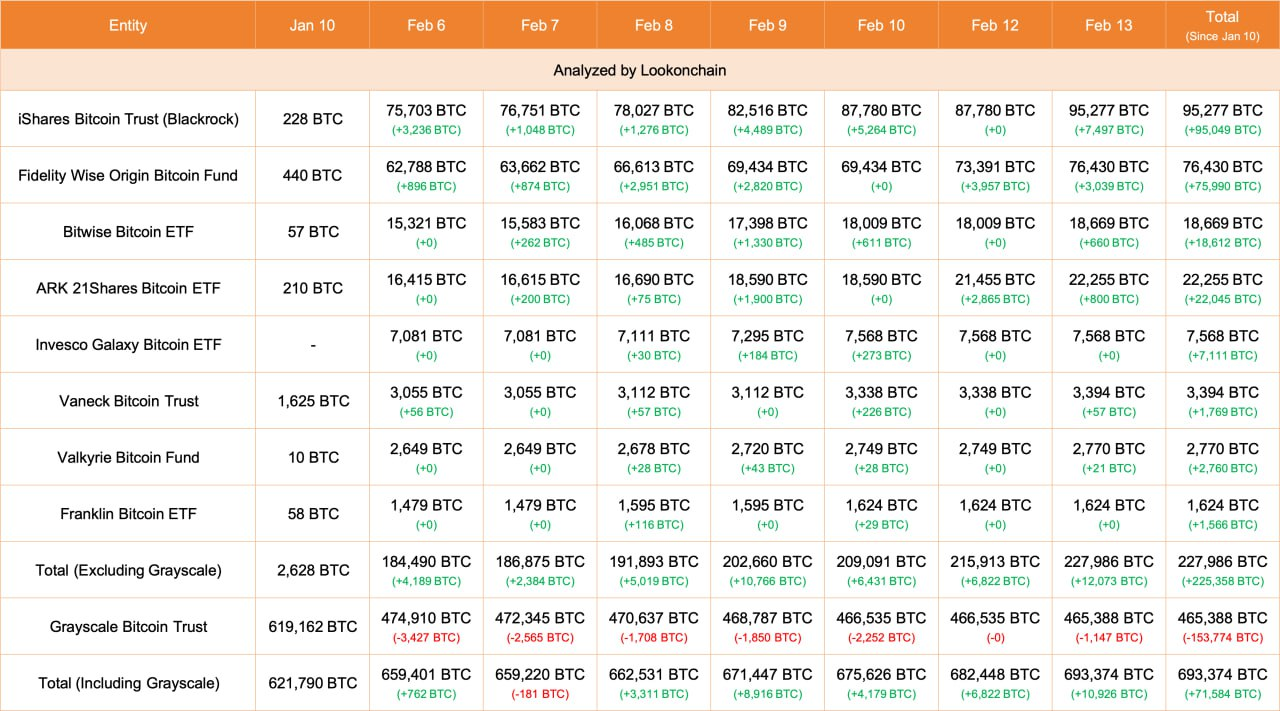 Entity Jan 10 Feb 6 Feb 7 Feb 8 Feb 9 Feb 10 Feb 12 Feb 13 Total
(Since Jan 10)
Analyzed by Lookonchain
iShares Bitcoin Trust (Blackrock) 228 BTC 75,703 BTC 76,751 BTC 78,027 BTC 82,516 BTC 87,780 BTC 87,780 BTC 95,277 BTC 95,277 BTC
(+3,236 BTC) (+1,048 BTC) (+1,276 BTC) (+4,489 BTC) (+5,264 BTC) (+0) (+7,497 BTC) (+95,049 BTC)
Fidelity Wise Origin Bitcoin Fund 440 BTC 62,788 BTC 63,662 BTC 66,613 BTC 69,434 BTC 69,434 BTC 73,391 BTC 76,430 BTC 76,430 BTC
(+896 BTC) (+874 BTC) (+2,951 BTC) (+2,820 BTC) (+0) (+3,957 BTC) (+3,039 BTC) (+75,990 BTC)
Bitwise Bitcoin ETF 57 BTC 15,321 BTC 15,583 BTC 16,068 BTC 17,398 BTC 18,009 BTC 18,009 BTC 18,669 BTC 18,669 BTC
(+0) (+262 BTC) (+485 BTC) (+1,330 BTC) (+611 BTC) (+0) (+660 BTC) (+18,612 BTC)
ARK 21Shares Bitcoin ETF 210 BTC 16,415 BTC 16,615 BTC 16,690 BTC 18,590 BTC 18,590 BTC 21,455 BTC 22,255 BTC 22,255 BTC
(+0) (+200 BTC) (+75 BTC) (+1,900 BTC) (+0) (+2,865 BTC) (+800 BTC) (+22,045 BTC)
Invesco Galaxy Bitcoin ETF - 7,081 BTC 7,081 BTC 7,111 BTC 7,295 BTC 7,568 BTC 7,568 BTC 7,568 BTC 7,568 BTC
(+0) (+0) (+30 BTC) (+184 BTC) (+273 BTC) (+0) (+0) (+7,111 BTC)
Vaneck Bitcoin Trust 1,625 BTC 3,055 BTC 3,055 BTC 3,112 BTC 3,112 BTC 3,338 BTC 3,338 BTC 3,394 BTC 3,394 BTC
(+56 BTC) (+0) (+57 BTC) (+0) (+226 BTC) (+0) (+57 BTC) (+1,769 BTC)
Valkyrie Bitcoin Fund 10 BTC 2,649 BTC 2,649 BTC 2,678 BTC 2,720 BTC 2,749 BTC 2,749 BTC 2,770 BTC 2,770 BTC
(+0) (+0) (+28 BTC) (+43 BTC) (+28 BTC) (+0) (+21 BTC) (+2,760 BTC)
Franklin Bitcoin ETF 58 BTC 1,479 BTC 1,479 BTC 1,595 BTC 1,595 BTC 1,624 BTC 1,624 BTC 1,624 BTC 1,624 BTC
(+0) (+0) (+116 BTC) (+0) (+29 BTC) (+0) (+0) (+1,566 BTC)
Total (Excluding Grayscale) 2,628 BTC 184,490 BTC 186,875 BTC 191,893 BTC 202,660 BTC 209,091 BTC 215,913 BTC 227,986 BTC 227,986 BTC
(+4,189 BTC) (+2,384 BTC) (+5,019 BTC) (+10,766 BTC) (+6,431 BTC) (+6,822 BTC) (+12,073 BTC) (+225,358 BTC)
Grayscale Bitcoin Trust 619,162 BTC 474,910 BTC 472,345 BTC 470,637 BTC 468,787 BTC 466,535 BTC 466,535 BTC 465,388 BTC 465,388 BTC
(-3,427 BTC) (-2,565 BTC) (-1,708 BTC) (-1,850 BTC) (-2,252 BTC) (-0) (-1,147 BTC) (-153,774 BTC)
Total (Including Grayscale) 621,790 BTC 659,401 BTC 659,220 BTC 662,531 BTC 671,447 BTC 675,626 BTC 682,448 BTC 693,374 BTC 693,374 BTC
(+762 BTC) (-181 BTC) (+3,311 BTC) (+8,916 BTC) (+4,179 BTC) (+6,822 BTC) (+10,926 BTC) (+71,584 BTC)